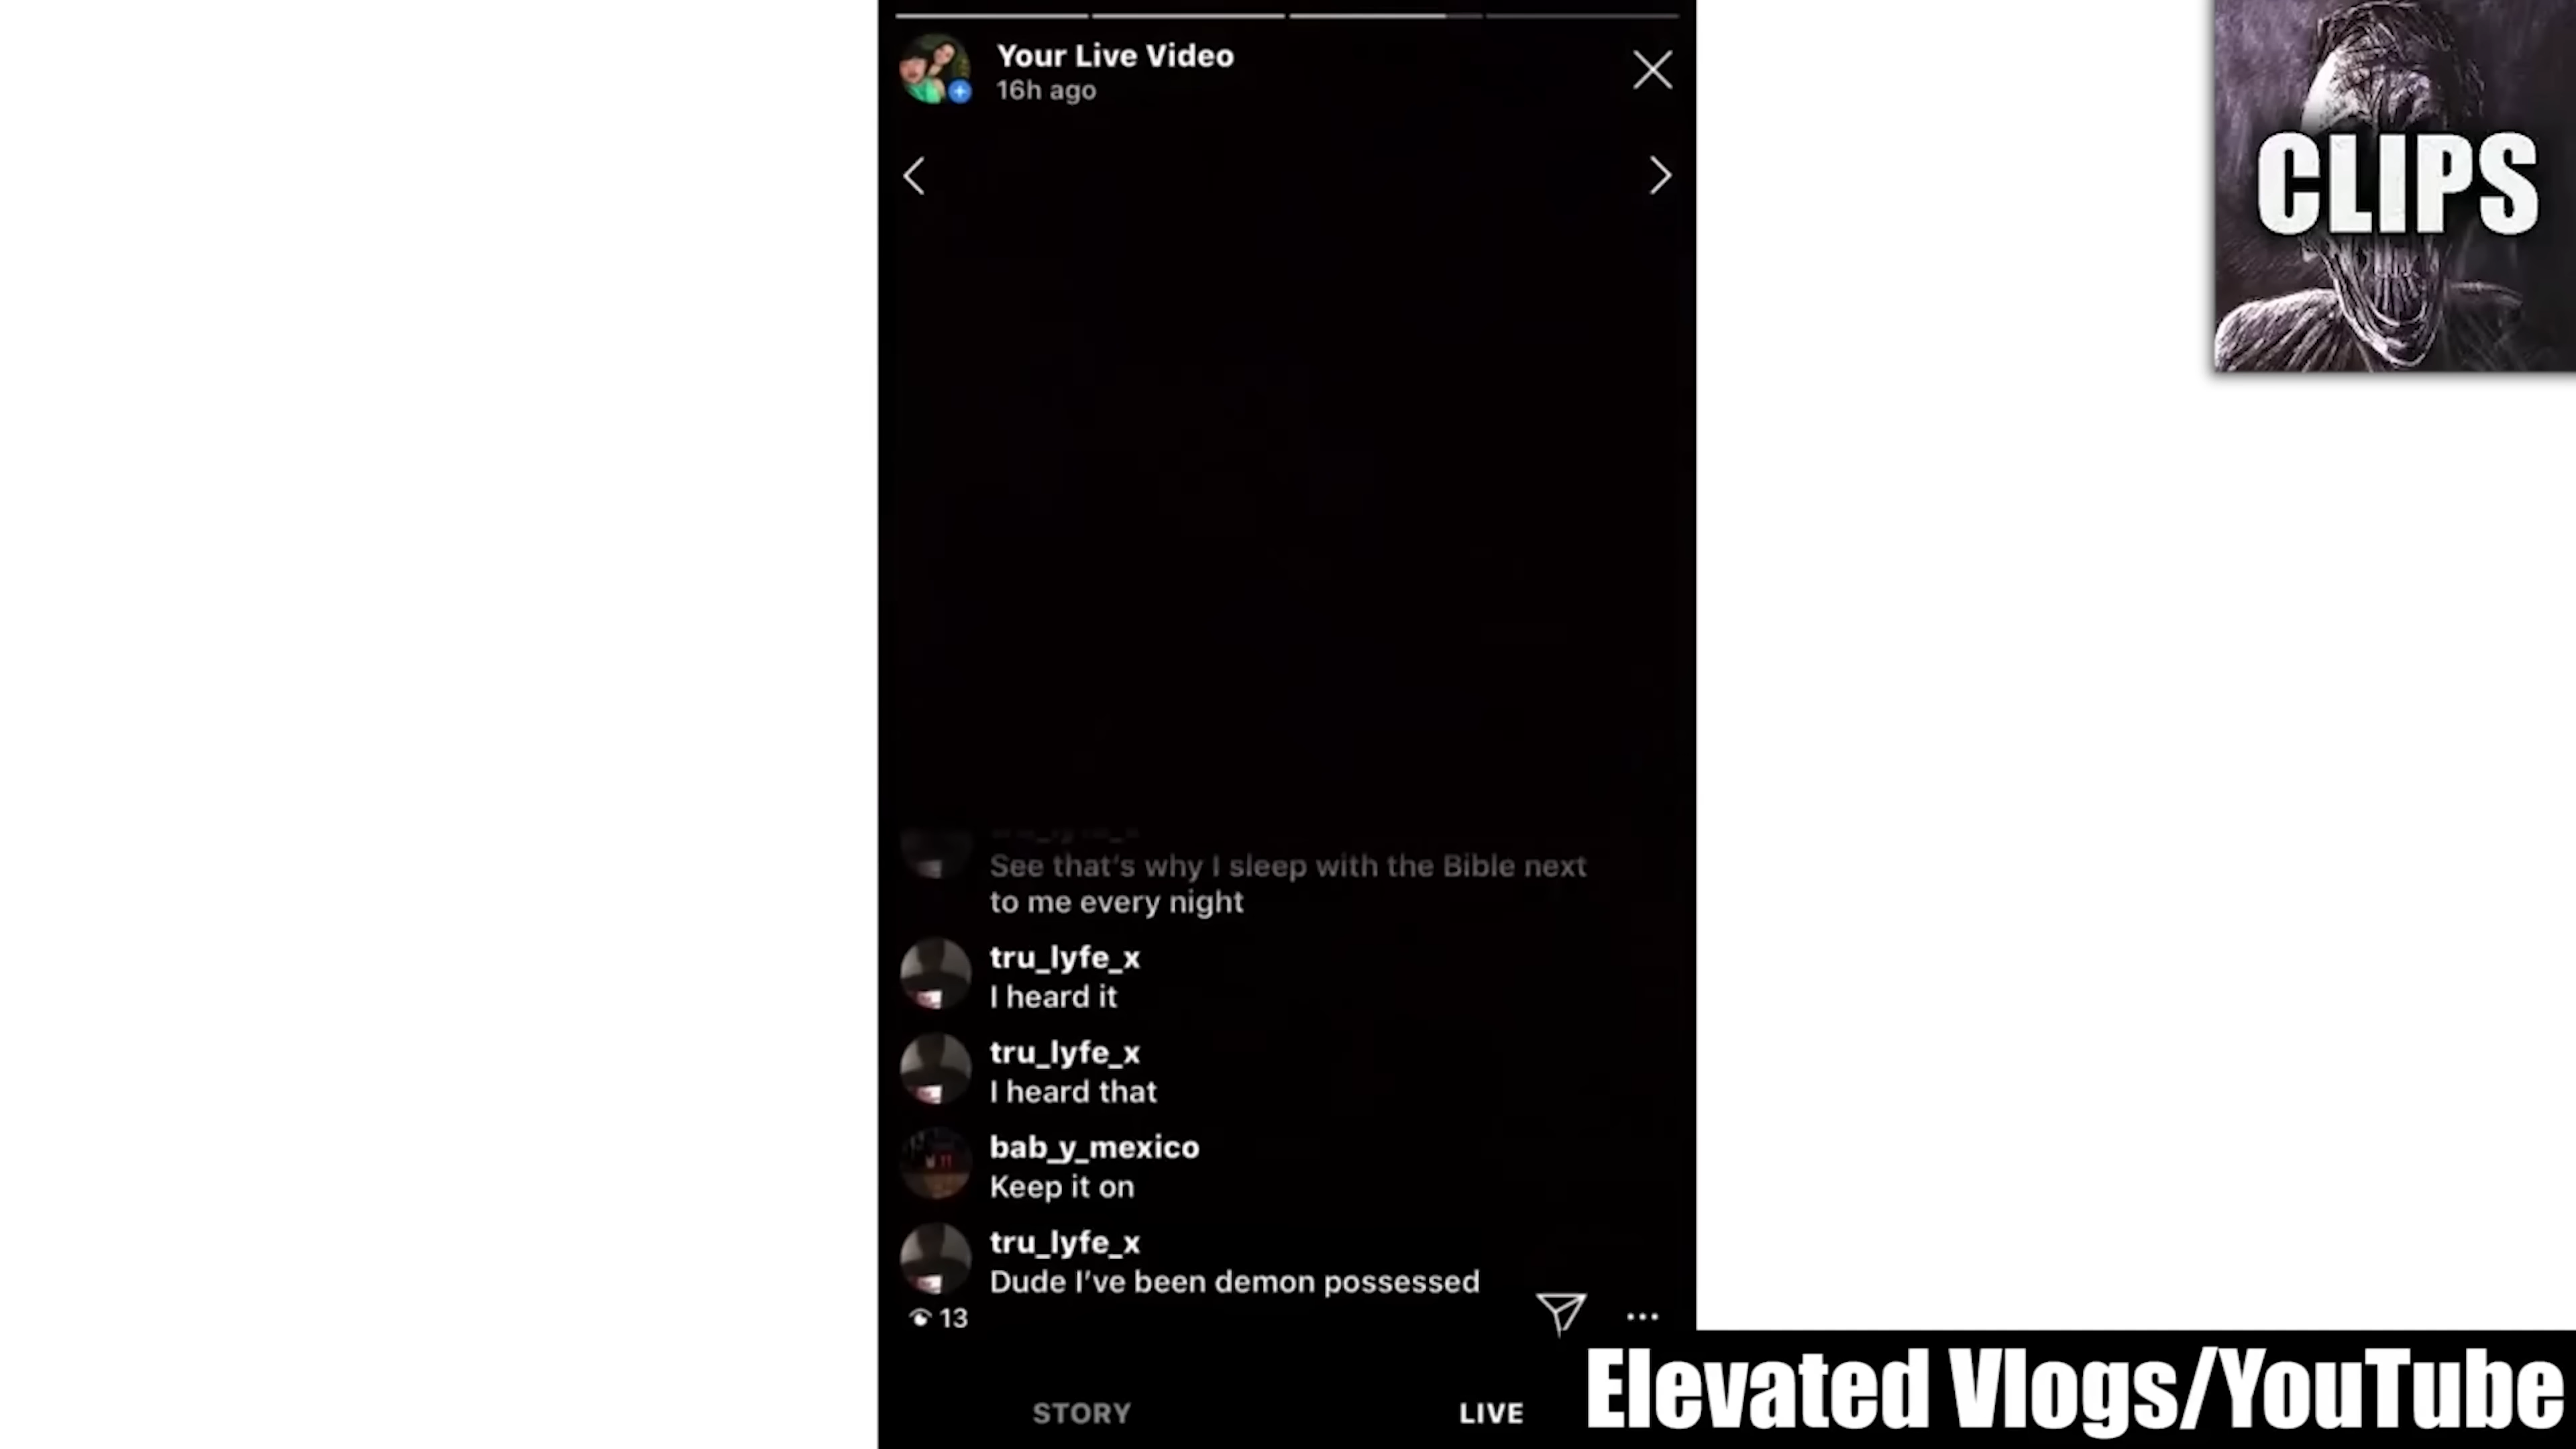 Your Live Video
16h ago
CLIPS
See that's why I sleep with the Bible next
to me every night
tru_lyfe_x
I heard it
tru_lyfe_x
I heard that
bab_y_mexico
Keep it on
tru_lyfe_x
Dude I've been demon possessed
13
STORY
LIVE
Elevated Vlogs/YouTube